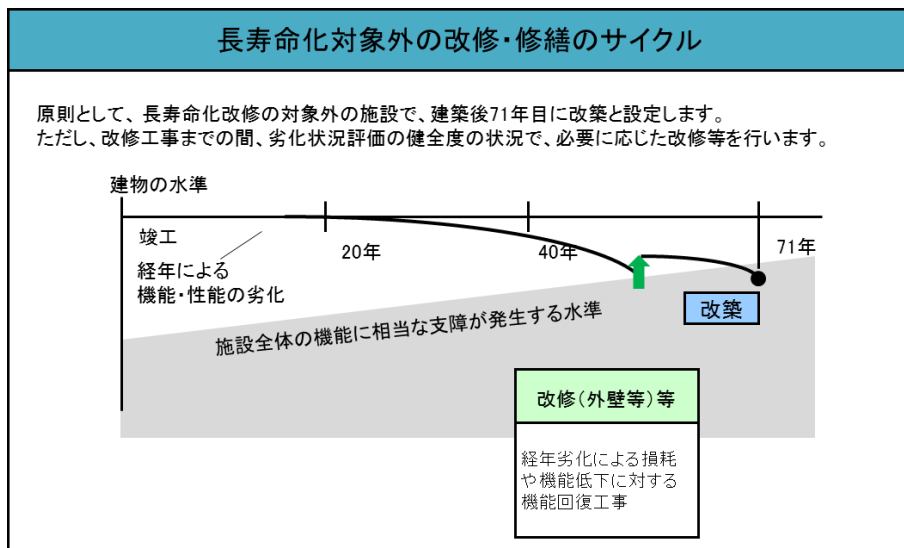 長寿命化対象外の改修・修繕のサイクル
原則として、長寿命化改修の対象外の施設で、建築後71年目に改築と設定します。
ただし、改修工事までの間、劣化状況評価の健全度の状況で、必要に応じた改修等を行います。
建物の水準
竣工
20年
40年
71年
経年による
機能・性能の劣化
施設全体の機能に相当な支障が発生する水準
改築
改修（外壁等）等
経年劣化による損耗
や機能低下に対する
機能回復工事